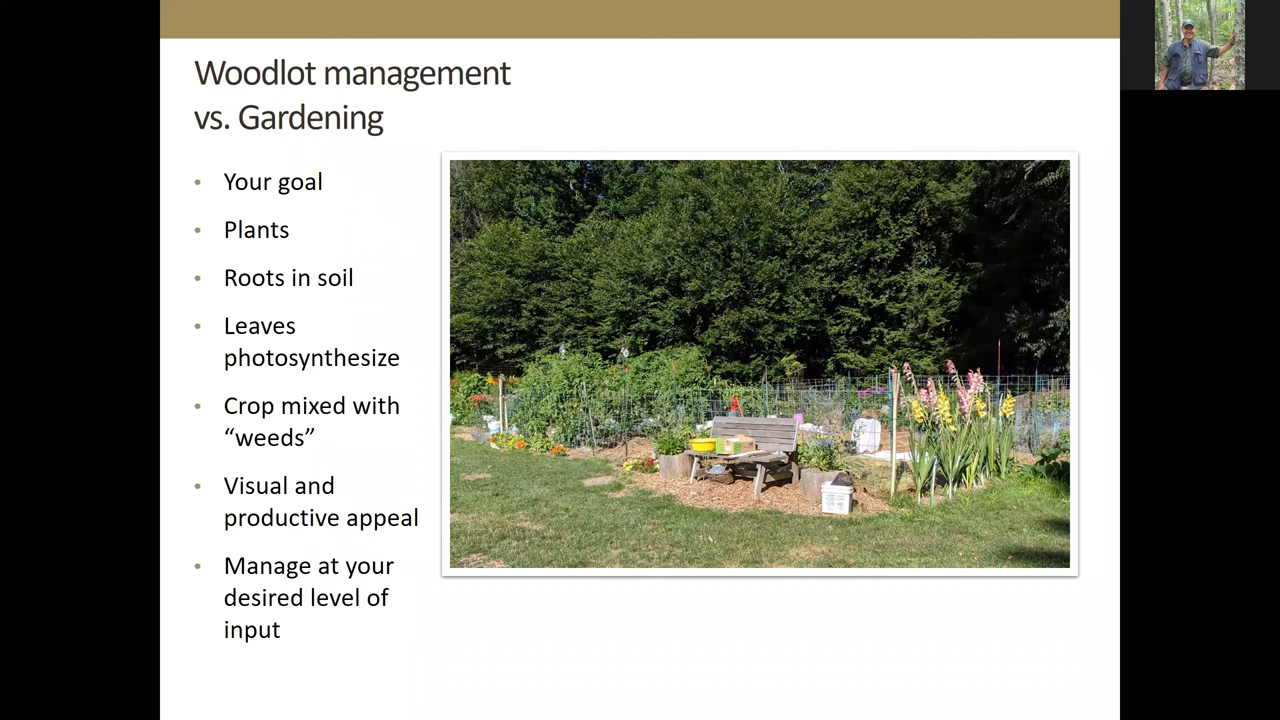 Woodlot management
vs. Gardening
• Your goal
• Plants
• Roots in soil
• Leaves
photosynthesize
• Crop mixed with
“weeds”
• Visual and
productive appeal
• Manage at your
desired level of
input